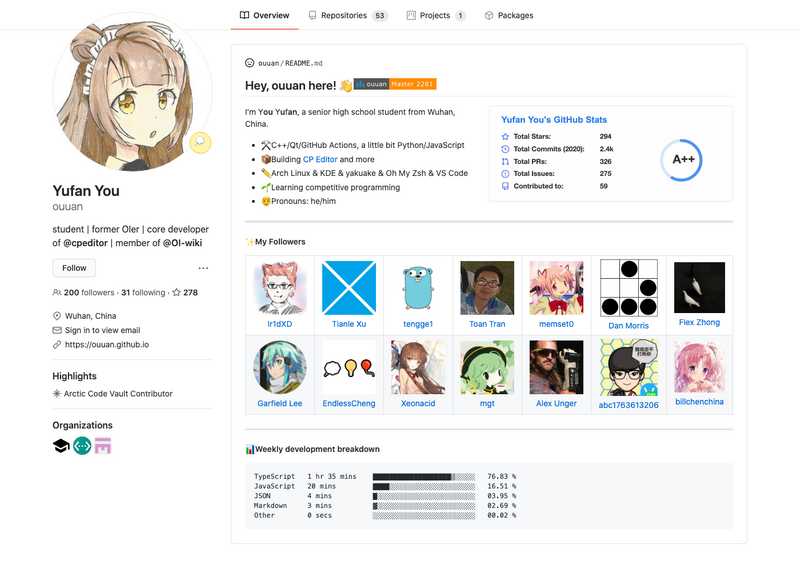 Overview
Repositories 53
Projects 1
Packages
ouuan / README.md
Hey, ouuan here! 👋 ouuan Master 2281
I'm You Yufan, a senior high school student from Wuhan,
China.
⚒️C++/Qt/GitHub Actions, a little bit Python/JavaScript
📦Building CP Editor and more
✏️Arch Linux & KDE & yakuake & Oh My Zsh & VS Code
🌱Learning competitive programming
Pronouns: he/him
Yufan You's GitHub Stats
Total Stars: 294
Total Commits (2020): 2.4k
Total PRs: 326
Total Issues: 275
Contributed to: 59
A++
Yufan You
ouuan
student | former OIer | core developer
of @cpeditor | member of @OI-wiki
Follow
200 followers · 31 following · 278
Wuhan, China
Sign in to view email
https://ouuan.github.io
Highlights
Arctic Code Vault Contributor
Organizations
✨My Followers
lr1dXD
Tianle Xu
tengge1
Toan Tran
memset0
Dan Morris
Flex Zhong
Garfield Lee
EndlessCheng
Xeonacid
mgt
Alex Unger
abc1763613206
billchenchina
📊Weekly development breakdown
TypeScript 1 hr 35 mins 76.83 %
JavaScript 20 mins 16.51 %
JSON 4 mins 03.95 %
Markdown 3 mins 02.69 %
Other 0 secs 00.02 %